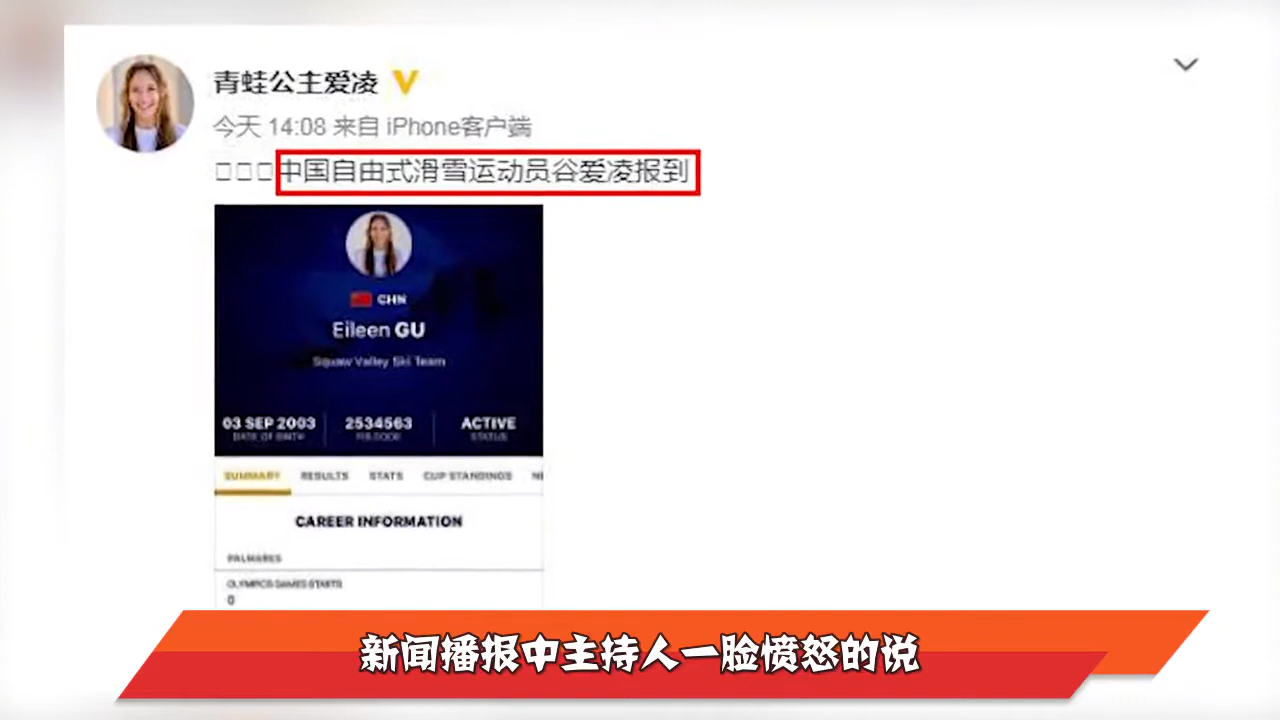 青蛙公主爱凌
今天 14:08 来自 iPhone客户端
中国自由式滑雪运动员谷爱凌报到
CHN
Eileen GU
Squaw Valley Ski Team
03 SEP 2003 2534563 ACTIVE
DATE OF BIRTH FIS CODE STATUS
SUMMARY RESULTS STATS CUP STANDINGS
CAREER INFORMATION
PALMARES
OLYMPICS GAMES STARTS
0
新闻播报中主持人一脸愤怒的说